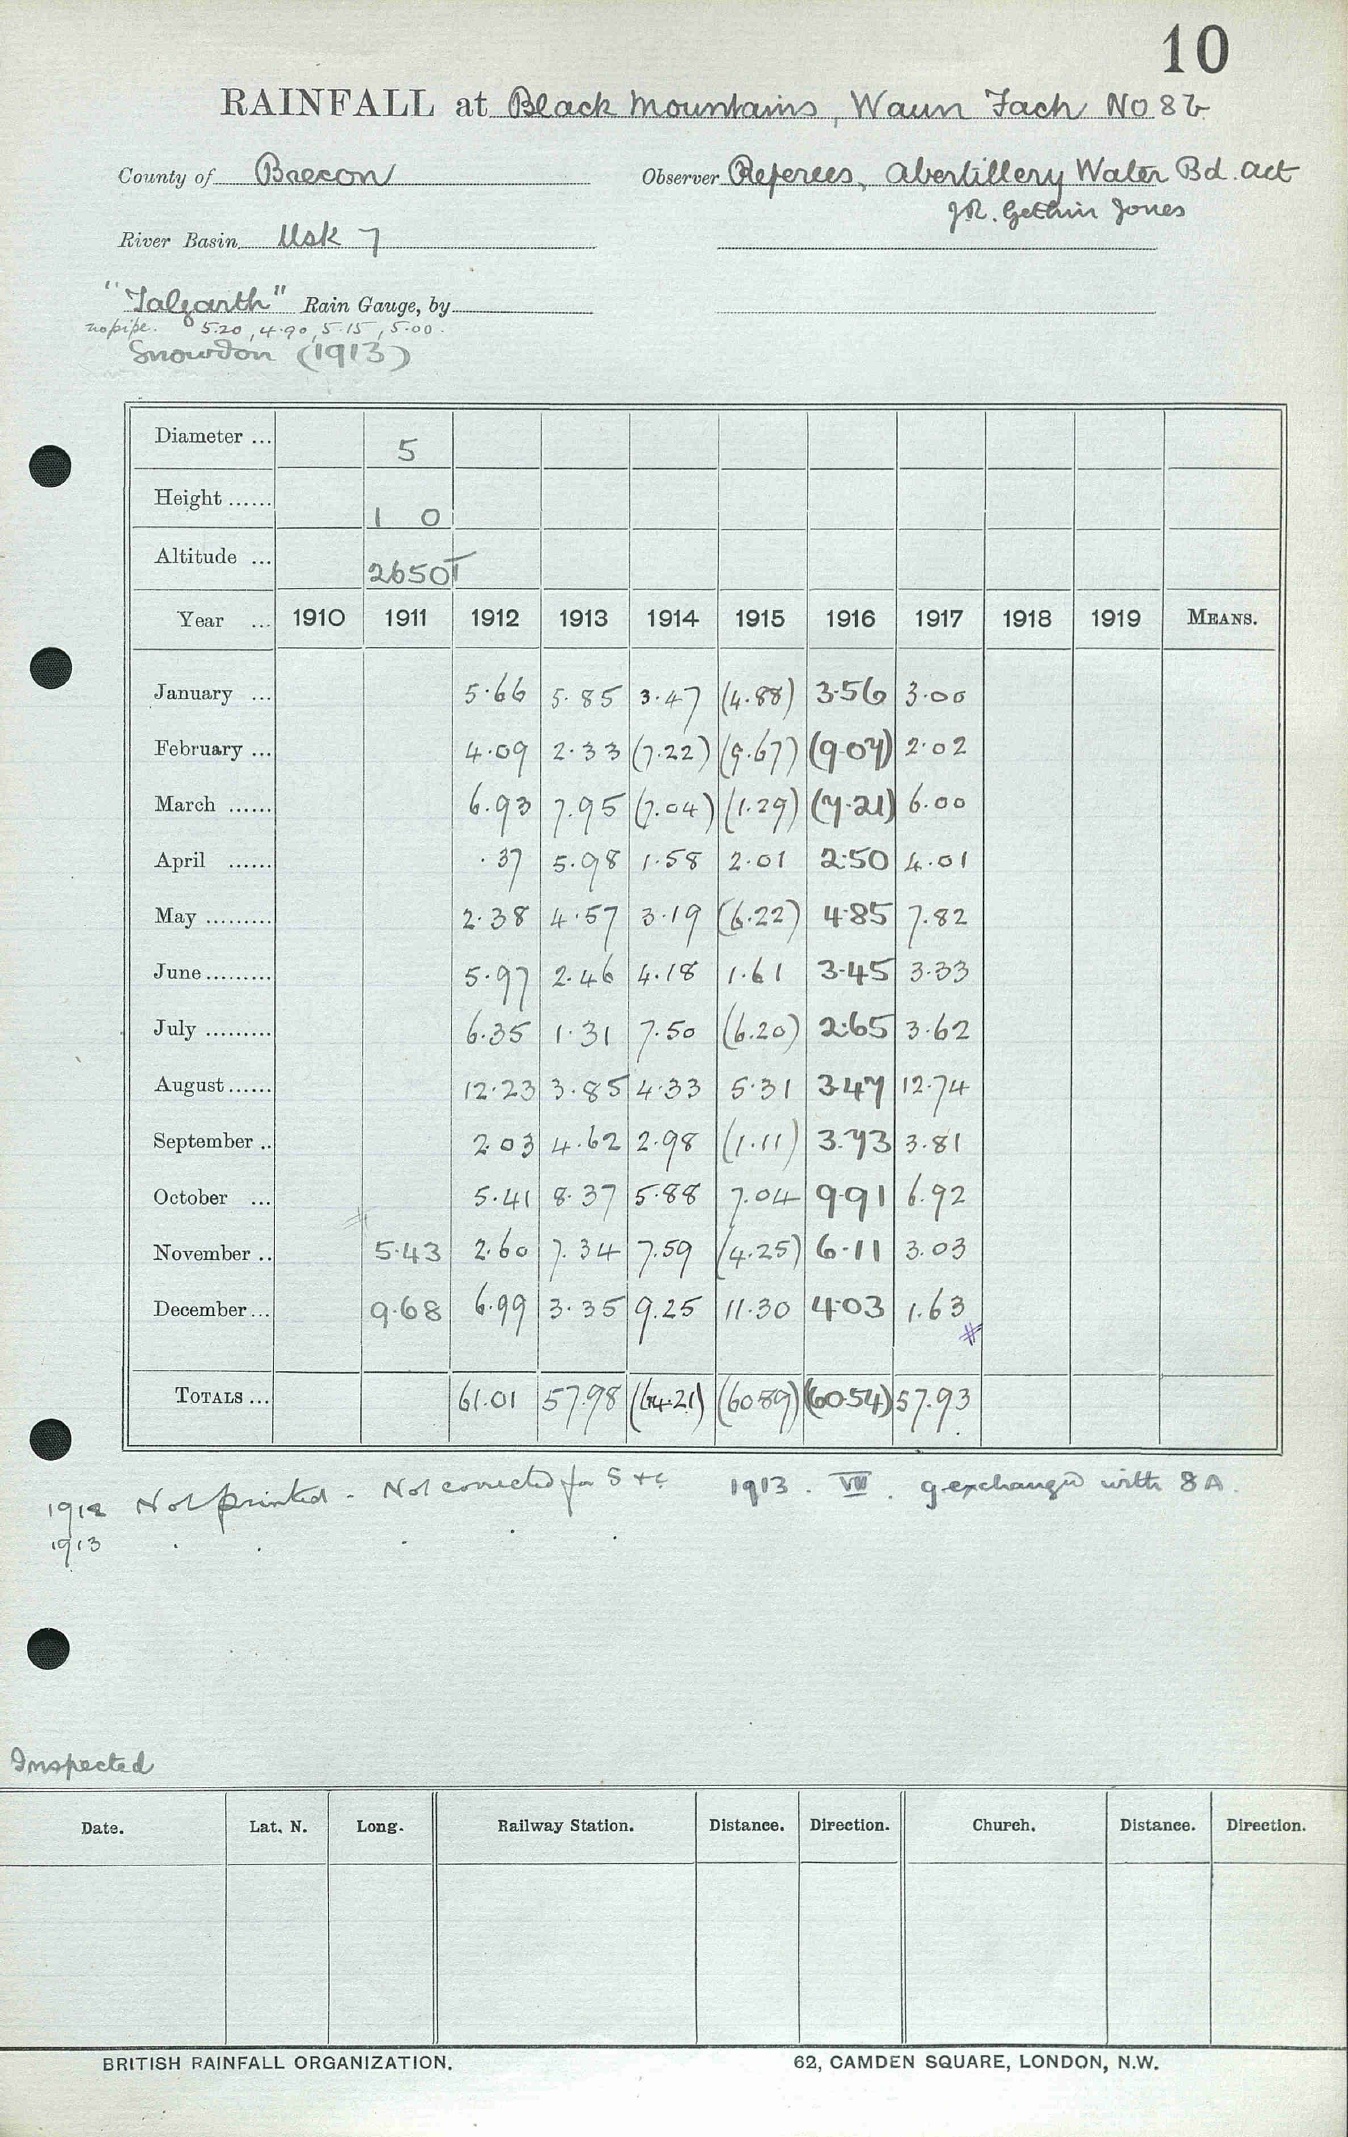 10
RAINFALL at Black Mountains, Waun Fach No 8b
County of Brecon Observer Referees, Abertillery Water Bd. Act
J.R. Gethin Jones
River Basin Usk 7
"Talgarth" Rain Gauge, by
no pipe. 5.20, 4.90, 5.15, 5.00.
Snowdon (1913)
Diameter ... 5
Height ...... 1 0
Altitude ... 2650T
Year ... 1910 1911 1912 1913 1914 1915 1916 1917 1918 1919 MEANS.
January ... 5.66 5.85 3.47 (4.88) 3.56 3.00
February ... 4.09 2.33 (7.22) (9.67) (9.07) 2.02
March ...... 6.93 7.95 (7.04) (1.29) (7.21) 6.00
April ...... .37 5.98 1.58 2.01 2.50 4.01
May ......... 2.38 4.57 3.19 (6.22) 4.85 7.82
June ......... 5.97 2.46 4.18 1.61 3.45 3.33
July ......... 6.35 1.31 7.50 (6.20) 2.65 3.62
August ...... 12.23 3.85 4.33 5.31 3.47 12.74
September .. 2.03 4.62 2.98 (1.11) 3.73 3.81
October ... 5.41 8.37 5.88 7.04 9.91 6.92
November .. 5.43 2.60 7.34 7.59 (4.25) 6.11 3.03
December ... 9.68 6.99 3.35 9.25 11.30 4.03 1.63
TOTALS ... 61.01 57.98 (64.21) (60.89) (60.54) 57.93
1912 Not printed - Not corrected for S+c 1913. VII. g exchanged with 8A.
1913 . . . .
Inspected
Date. Lat. N. Long. Railway Station. Distance. Direction. Church. Distance. Direction.
BRITISH RAINFALL ORGANIZATION. 62, CAMDEN SQUARE, LONDON, N.W.